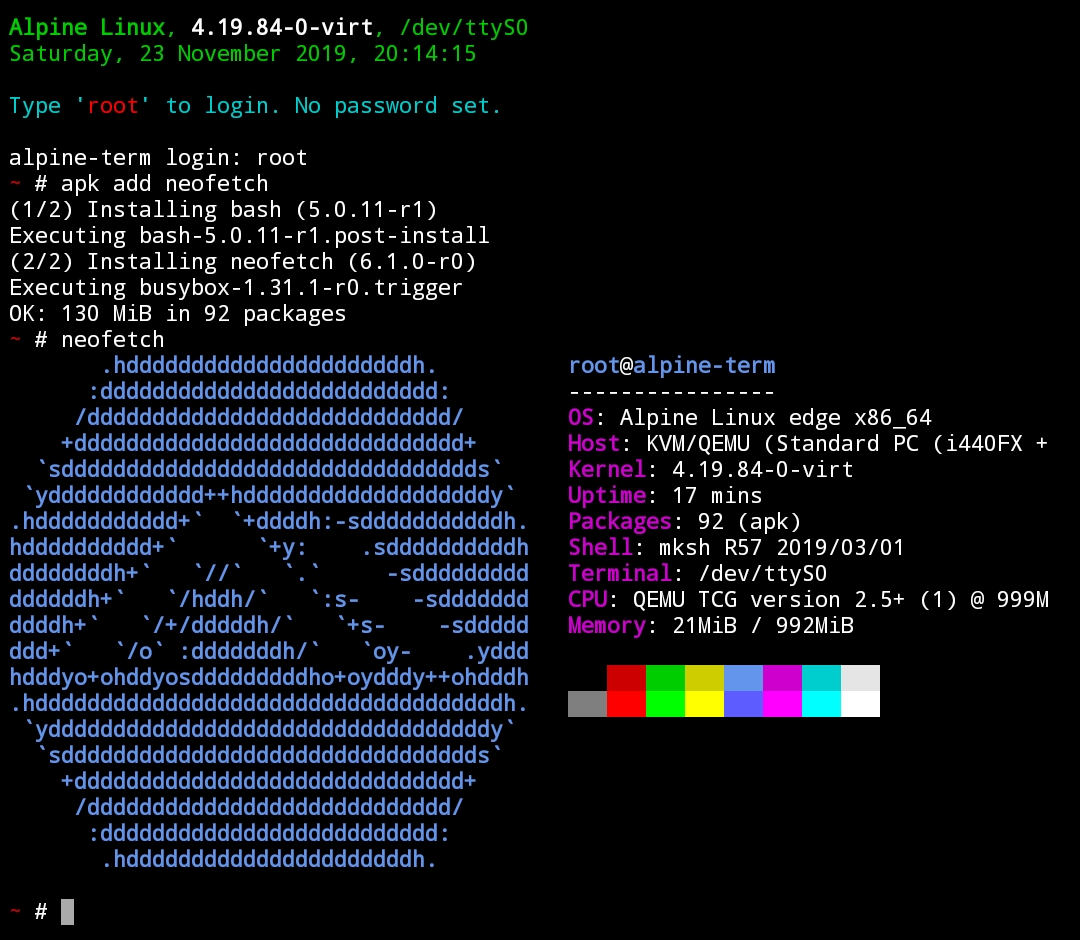 Alpine Linux, 4.19.84-0-virt, /dev/ttyS0
Saturday, 23 November 2019, 20:14:15
Type 'root' to login. No password set.
alpine-term login: root
~ # apk add neofetch
(1/2) Installing bash (5.0.11-r1)
Executing bash-5.0.11-r1.post-install
(2/2) Installing neofetch (6.1.0-r0)
Executing busybox-1.31.1-r0.trigger
OK: 130 MiB in 92 packages
~ # neofetch
root@alpine-term
----------------
OS: Alpine Linux edge x86_64
Host: KVM/QEMU (Standard PC (i440FX +
Kernel: 4.19.84-0-virt
Uptime: 17 mins
Packages: 92 (apk)
Shell: mksh R57 2019/03/01
Terminal: /dev/ttyS0
CPU: QEMU TCG version 2.5+ (1) @ 999M
Memory: 21MiB / 992MiB
~ #